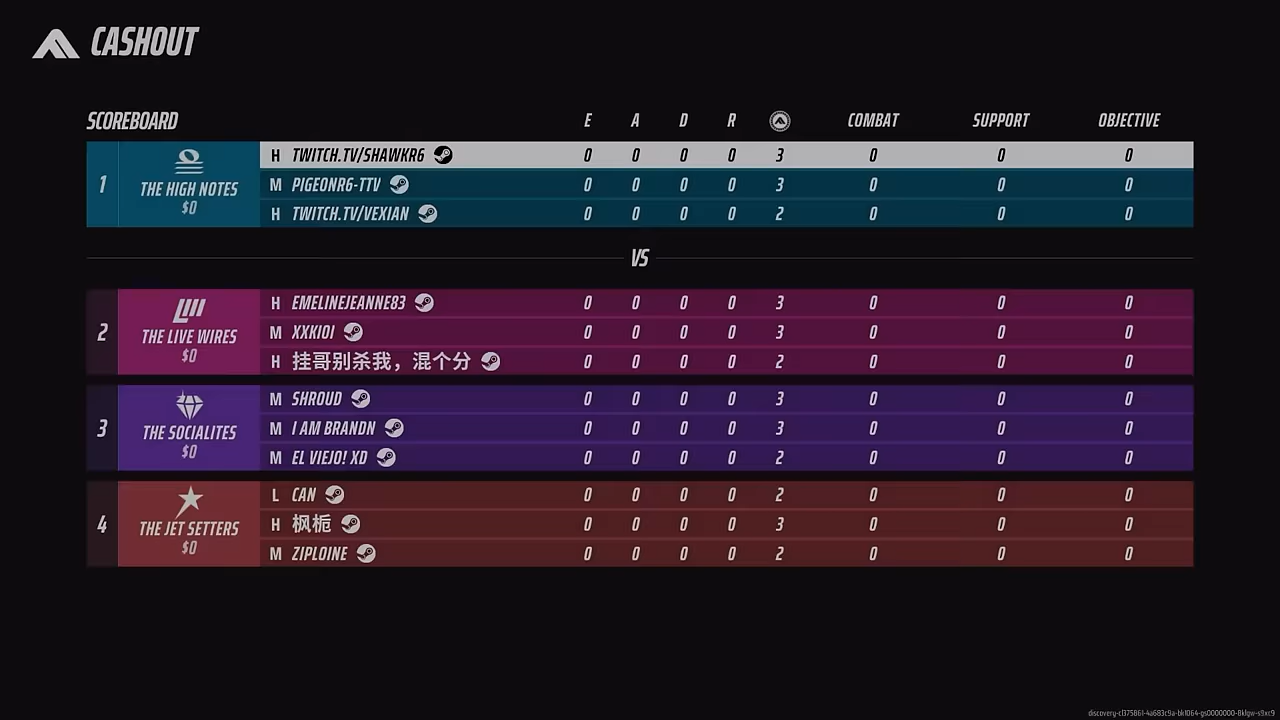 CASHOUT
SCOREBOARD E A D R COMBAT SUPPORT OBJECTIVE
1 THE HIGH NOTES $0
H TWITCH.TV/SHAWKR6 0 0 0 0 3 0 0 0
M PIGEONR6-TTV 0 0 0 0 3 0 0 0
H TWITCH.TV/VEXIAN 0 0 0 0 2 0 0 0
VS
2 THE LIVE WIRES $0
H EMELINEJEANNE83 0 0 0 0 3 0 0 0
M XXKIOI 0 0 0 0 3 0 0 0
H 挂哥别杀我，混个分 0 0 0 0 2 0 0 0
3 THE SOCIALITES $0
M SHROUD 0 0 0 0 3 0 0 0
M I AM BRANDN 0 0 0 0 3 0 0 0
M EL VIEJO! XD 0 0 0 0 2 0 0 0
4 THE JET SETTERS $0
L CAN 0 0 0 0 2 0 0 0
H 枫栀 0 0 0 0 3 0 0 0
M ZIPLOINE 0 0 0 0 2 0 0 0